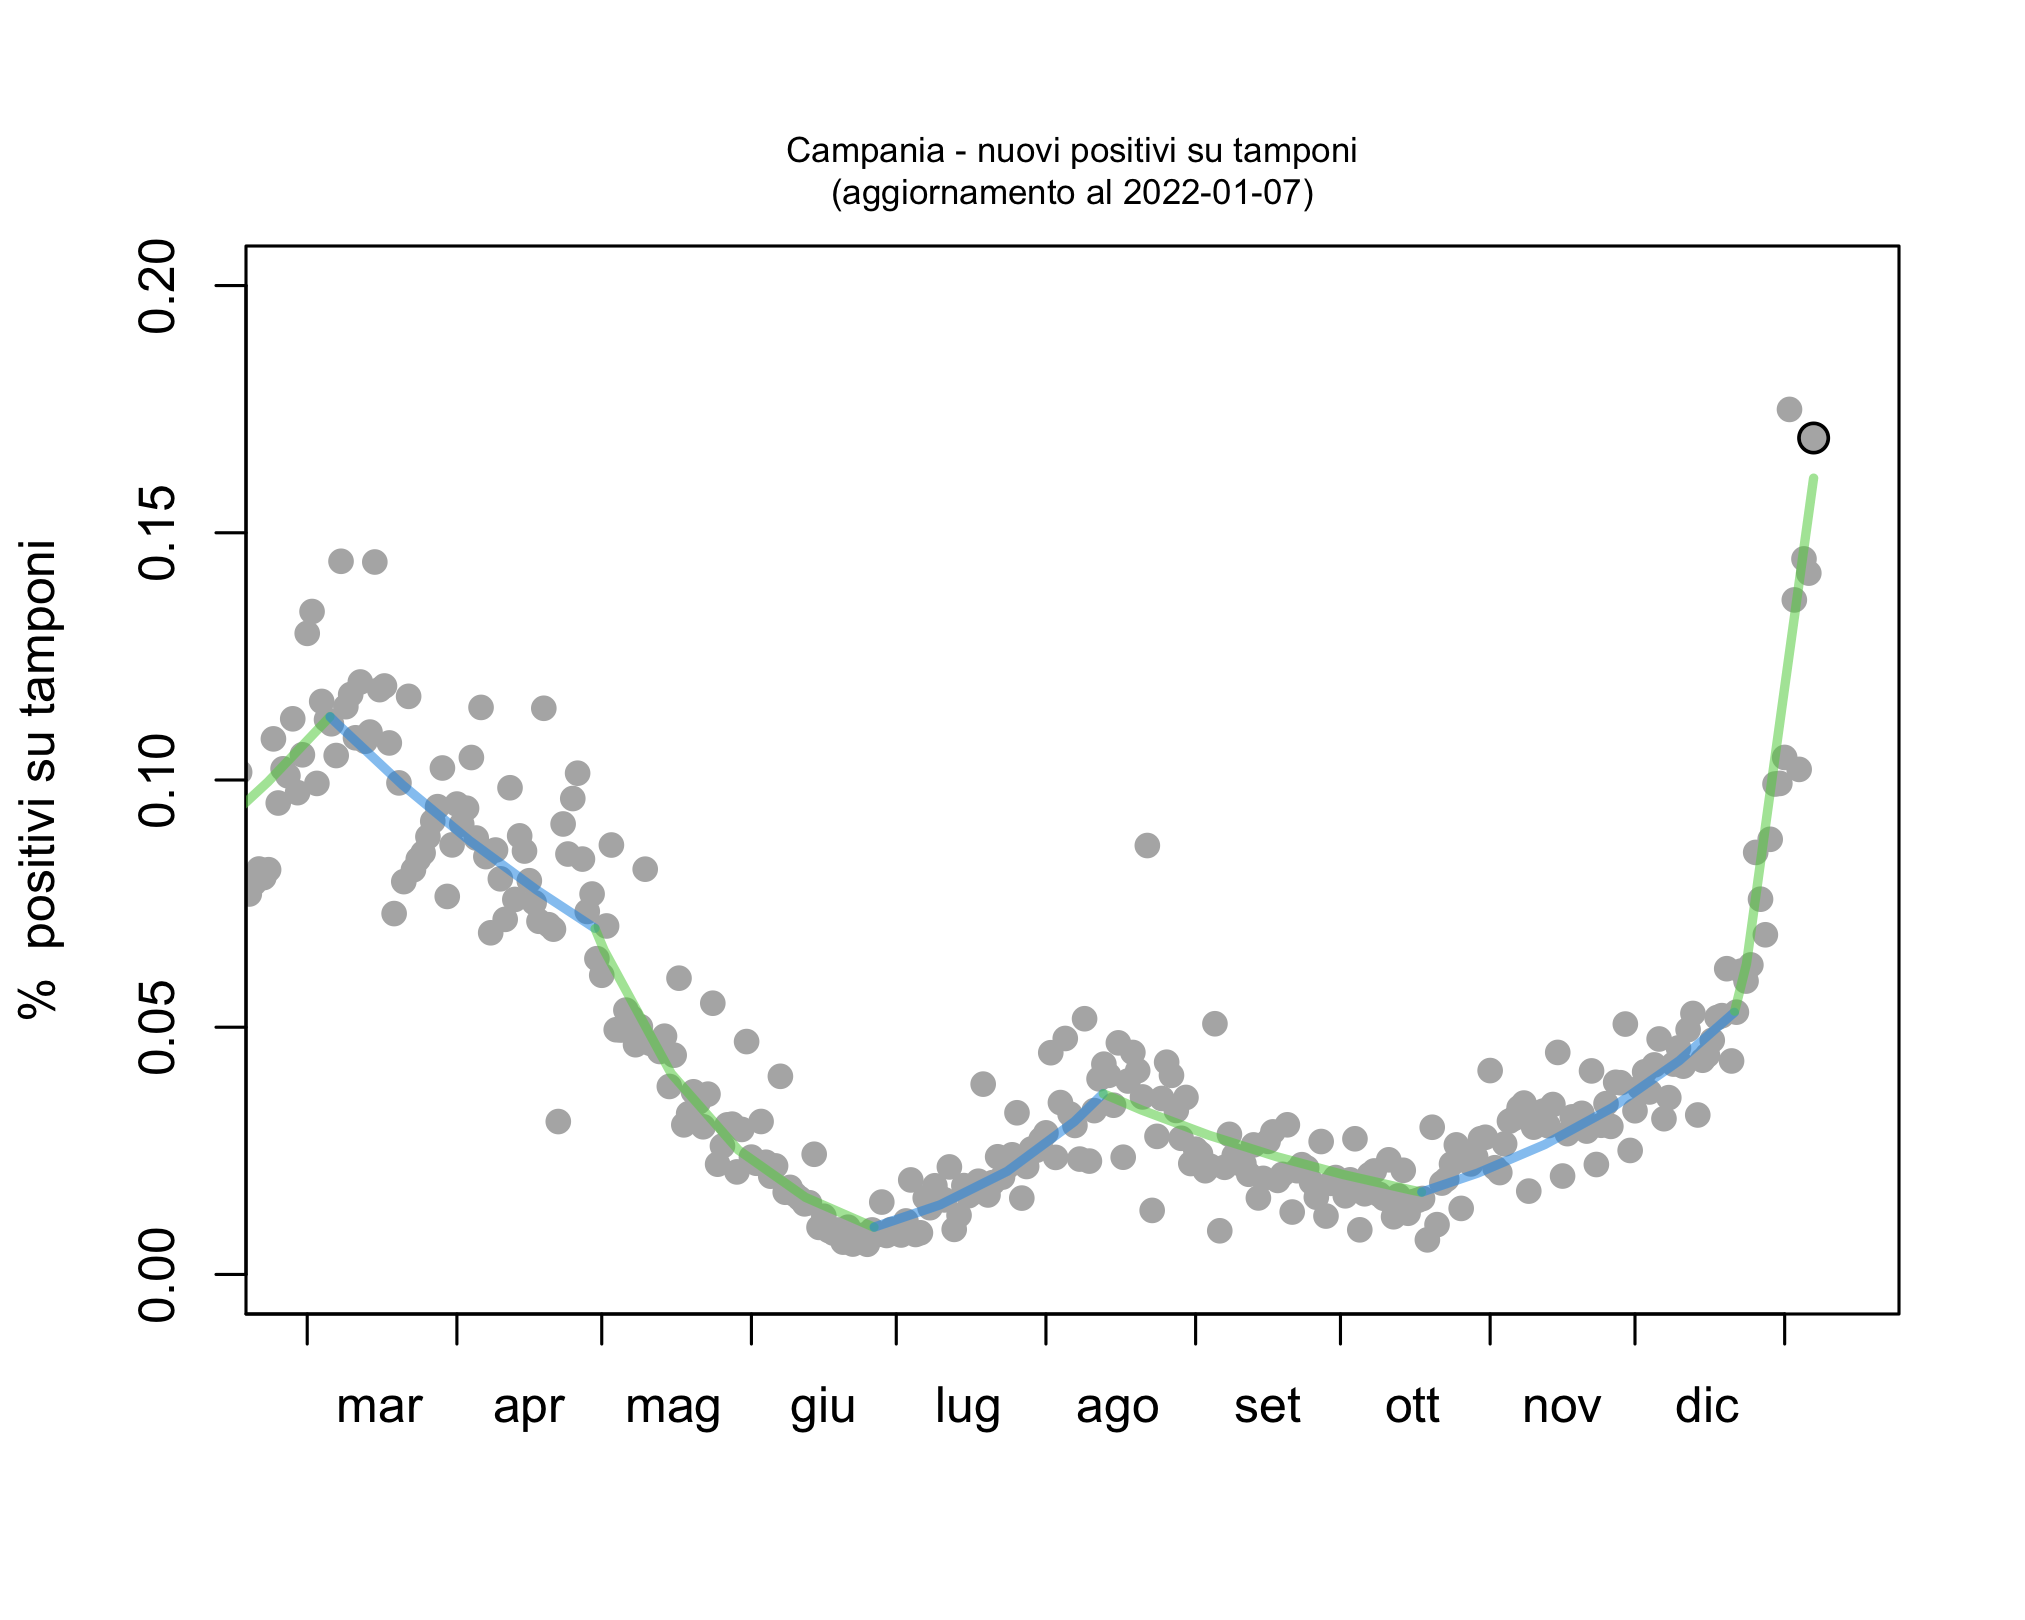 Campania - nuovi positivi su tamponi
(aggiornamento al 2022-01-07)
% positivi su tamponi
0.20
0.15
0.10
0.05
0.00
mar apr mag giu lug ago set ott nov dic